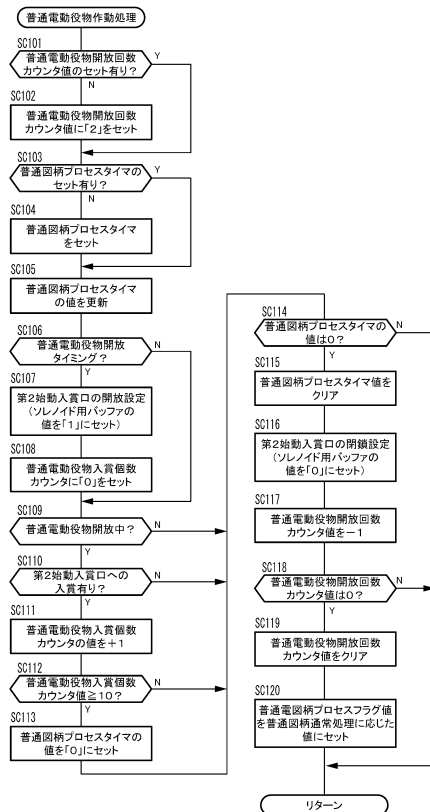 普通電動役物作動処理
SC101
普通電動役物開放回数
カウンタ値のセット有り?
Y
N
SC102
普通電動役物開放回数
カウンタ値に「2」をセット
SC103
普通図柄プロセスタイマの
セット有り?
Y
N
SC104
普通図柄プロセスタイマ
をセット
SC105
普通図柄プロセスタイマ
の値を更新
SC106
普通電動役物開放
タイミング?
N
Y
SC107
第2始動入賞口の開放設定
(ソレノイド用バッファの
値を「1」にセット)
SC108
普通電動役物入賞個数
カウンタに「0」をセット
SC109
普通電動役物開放中?
N
Y
SC110
第2始動入賞口への
入賞有り?
N
Y
SC111
普通電動役物入賞個数
カウンタの値を+1
SC112
普通電動役物入賞個数
カウンタ値≧10?
N
Y
SC113
普通図柄プロセスタイマの
値を「0」にセット
SC114
普通図柄プロセスタイマの
値は0?
N
Y
SC115
普通図柄プロセスタイマ値を
クリア
SC116
第2始動入賞口の閉鎖設定
(ソレノイド用バッファの
値を「0」にセット)
SC117
普通電動役物開放回数
カウンタ値を-1
SC118
普通電動役物開放回数
カウンタ値は0?
N
Y
SC119
普通電動役物開放回数
カウンタ値をクリア
SC120
普通電図柄プロセスフラグ値
を普通図柄通常処理に応じた
値にセット
リターン